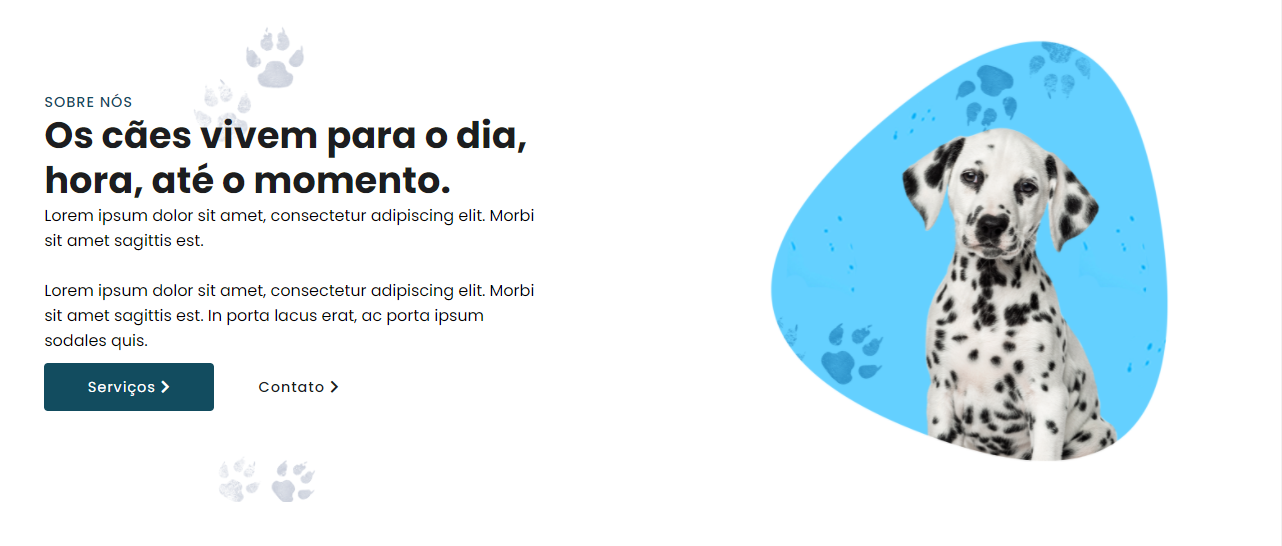 SOBRE NÓS
Os cães vivem para o dia,
hora, até o momento.
Lorem ipsum dolor sit amet, consectetur adipiscing elit. Morbi
sit amet sagittis est.
Lorem ipsum dolor sit amet, consectetur adipiscing elit. Morbi
sit amet sagittis est. In porta lacus erat, ac porta ipsum
sodales quis.
Serviços
Contato